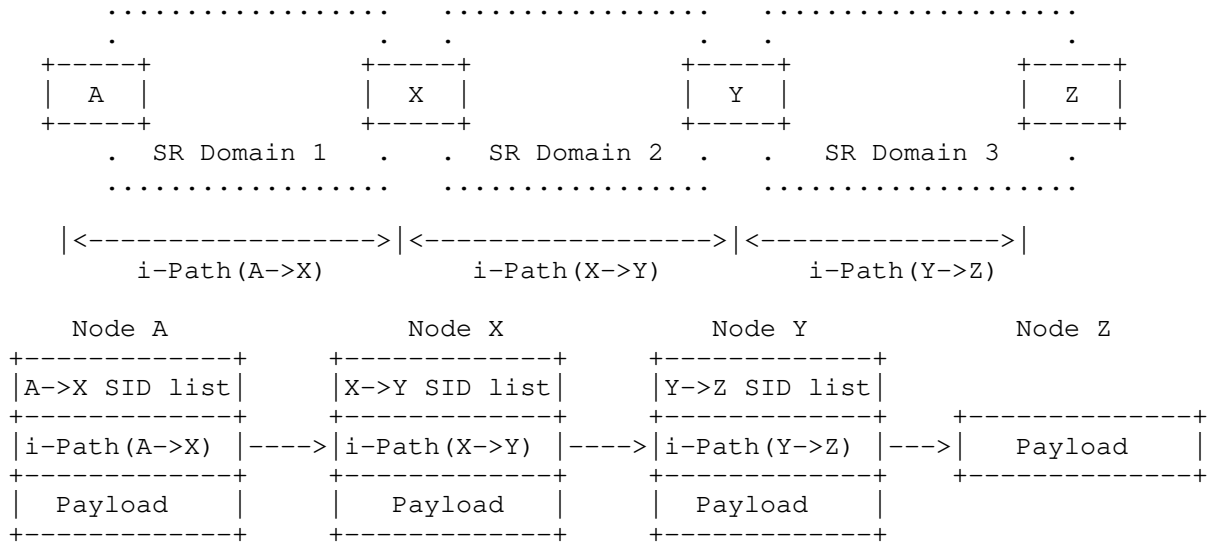 A X Y Z
. SR Domain 1 . . SR Domain 2 . . SR Domain 3 .
|<------------------>|<------------------>|<--------------->|
i-Path(A->X) i-Path(X->Y) i-Path(Y->Z)
Node A Node X Node Y Node Z
|A->X SID list| |X->Y SID list| |Y->Z SID list|
|i-Path(A->X) |---->|i-Path(X->Y) |---->|i-Path(Y->Z) |--->| Payload |
| Payload | | Payload | | Payload |